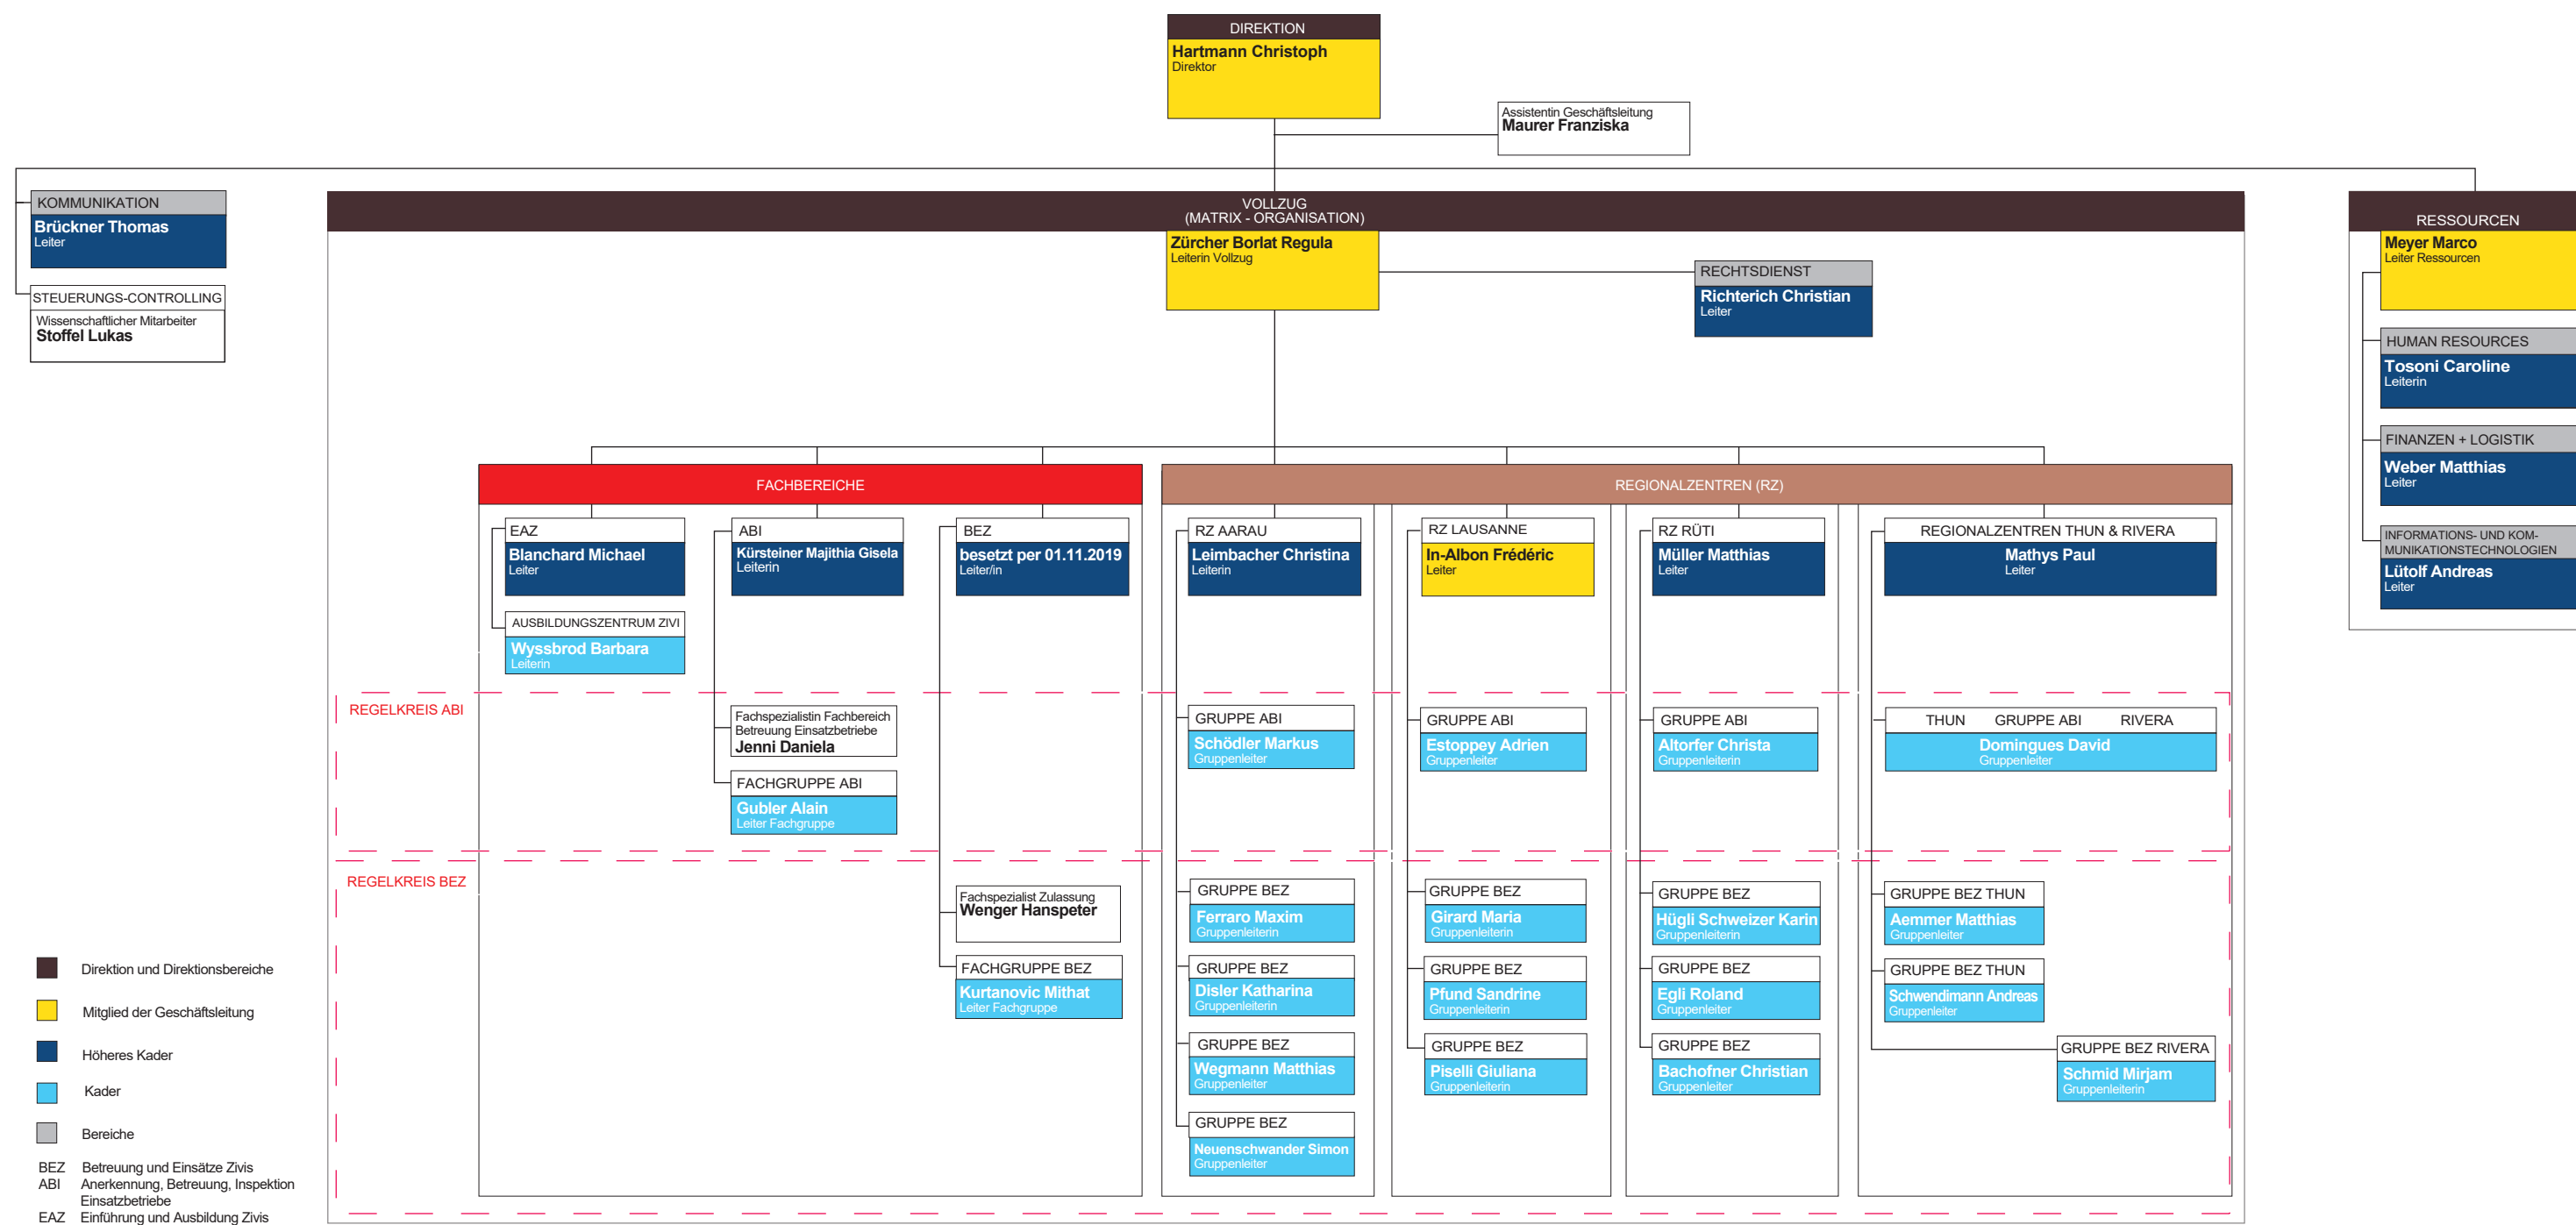 DIREKTION
Hartmann Christoph
Direktor
Assistentin Geschäftsleitung
Maurer Franziska
KOMMUNIKATION
Brückner Thomas
Leiter
STEUERUNGS-CONTROLLING
Wissenschaftlicher Mitarbeiter
Stoffel Lukas
VOLLZUG
(MATRIX - ORGANISATION)
Zürcher Borlat Regula
Leiterin Vollzug
RECHTSDIENST
Richterich Christian
Leiter
RESSOURCEN
Meyer Marco
Leiter Ressourcen
HUMAN RESOURCES
Tosoni Caroline
Leiterin
FINANZEN + LOGISTIK
Weber Matthias
Leiter
INFORMATIONS- UND KOM-
MUNIKATIONSTECHNOLOGIEN
Lütolf Andreas
Leiter
FACHBEREICHE
EAZ
Blanchard Michael
Leiter
AUSBILDUNGSZENTRUM ZIVI
Wyssbrod Barbara
Leiterin
ABI
Kürsteiner Majithia Gisela
Leiterin
BEZ
besetzt per 01.11.2019
Leiter/in
REGIONALZENTREN (RZ)
RZ AARAU
Leimbacher Christina
Leiterin
RZ LAUSANNE
In-Albon Frédéric
Leiter
RZ RÜTI
Müller Matthias
Leiter
REGIONALZENTREN THUN & RIVERA
Mathys Paul
Leiter
REGELKREIS ABI
Fachspezialistin Fachbereich
Betreuung Einsatzbetriebe
Jenni Daniela
FACHGRUPPE ABI
Gubler Alain
Leiter Fachgruppe
GRUPPE ABI
Schödler Markus
Gruppenleiter
GRUPPE ABI
Estoppey Adrien
Gruppenleiter
GRUPPE ABI
Altorfer Christa
Gruppenleiterin
THUN GRUPPE ABI RIVERA
Domingues David
Gruppenleiter
REGELKREIS BEZ
Fachspezialist Zulassung
Wenger Hanspeter
FACHGRUPPE BEZ
Kurtanovic Mithat
Leiter Fachgruppe
GRUPPE BEZ
Ferraro Maxim
Gruppenleiterin
GRUPPE BEZ
Disler Katharina
Gruppenleiterin
GRUPPE BEZ
Wegmann Matthias
Gruppenleiter
GRUPPE BEZ
Neuenschwander Simon
Gruppenleiter
GRUPPE BEZ
Girard Maria
Gruppenleiterin
GRUPPE BEZ
Pfund Sandrine
Gruppenleiterin
GRUPPE BEZ
Piselli Giuliana
Gruppenleiterin
GRUPPE BEZ
Hügli Schweizer Karin
Gruppenleiterin
GRUPPE BEZ
Egli Roland
Gruppenleiter
GRUPPE BEZ
Bachofner Christian
Gruppenleiter
GRUPPE BEZ THUN
Aemmer Matthias
Gruppenleiter
GRUPPE BEZ THUN
Schwendimann Andreas
Gruppenleiter
GRUPPE BEZ RIVERA
Schmid Mirjam
Gruppenleiterin
Direktion und Direktionsbereiche
Mitglied der Geschäftsleitung
Höheres Kader
Kader
Bereiche
BEZ Betreuung und Einsätze Zivis
ABI Anerkennung, Betreuung, Inspektion
Einsatzbetriebe
EAZ Einführung und Ausbildung Zivis